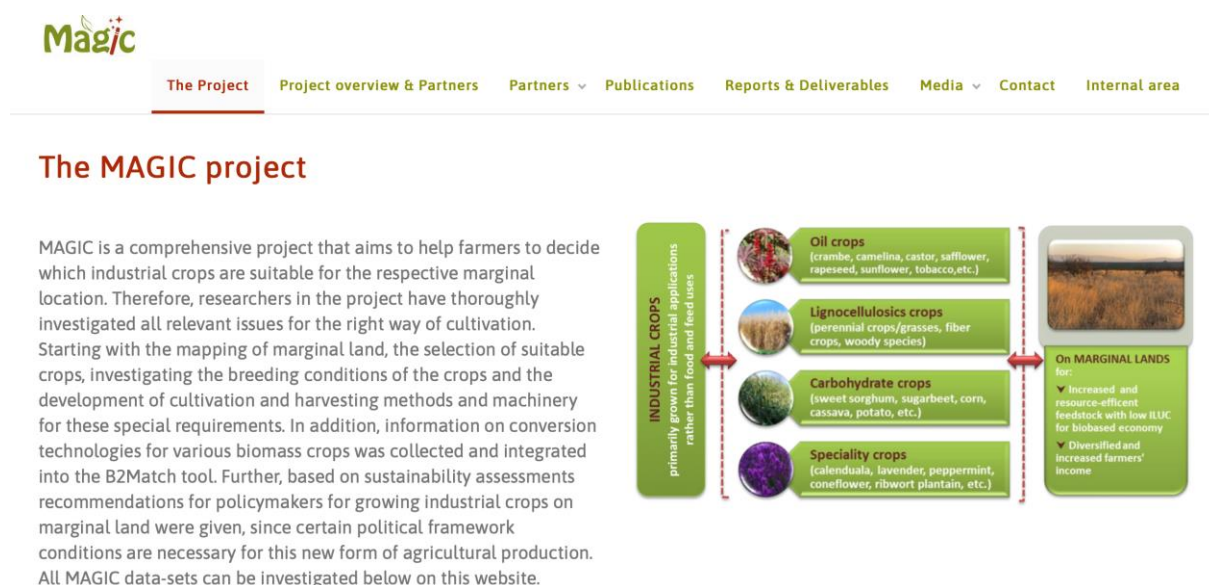 Magic
The Project
Project overview & Partners
Partners
Publications
Reports & Deliverables
Media
Contact
Internal area
The MAGIC project
MAGIC is a comprehensive project that aims to help farmers to decide
which industrial crops are suitable for the respective marginal
location. Therefore, researchers in the project have thoroughly
investigated all relevant issues for the right way of cultivation.
Starting with the mapping of marginal land, the selection of suitable
crops, investigating the breeding conditions of the crops and the
development of cultivation and harvesting methods and machinery
for these special requirements. In addition, information on conversion
technologies for various biomass crops was collected and integrated
into the B2Match tool. Further, based on sustainability assessments
recommendations for policymakers for growing industrial crops on
marginal land were given, since certain political framework
conditions are necessary for this new form of agricultural production.
All MAGIC data-sets can be investigated below on this website.
INDUSTRIAL CROPS
primarily grown for industrial applications
rather than food and feed uses
Oil crops
(crambe, camelina, castor, safflower,
rapeseed, sunflower, tobacco,etc.)
Lignocellulosics crops
(perennial crops/grasses, fiber
crops, woody species)
Carbohydrate crops
(sweet sorghum, sugarbeet, corn,
cassava, potato, etc.)
Speciality crops
(calenduala, lavender, peppermint,
coneflower, ribwort plantain, etc.)
On MARGINAL LANDS
for:
Increased and
resource-efficent
feedstock with low ILUC
for biobased economy
Diversified and
increased farmers'
income